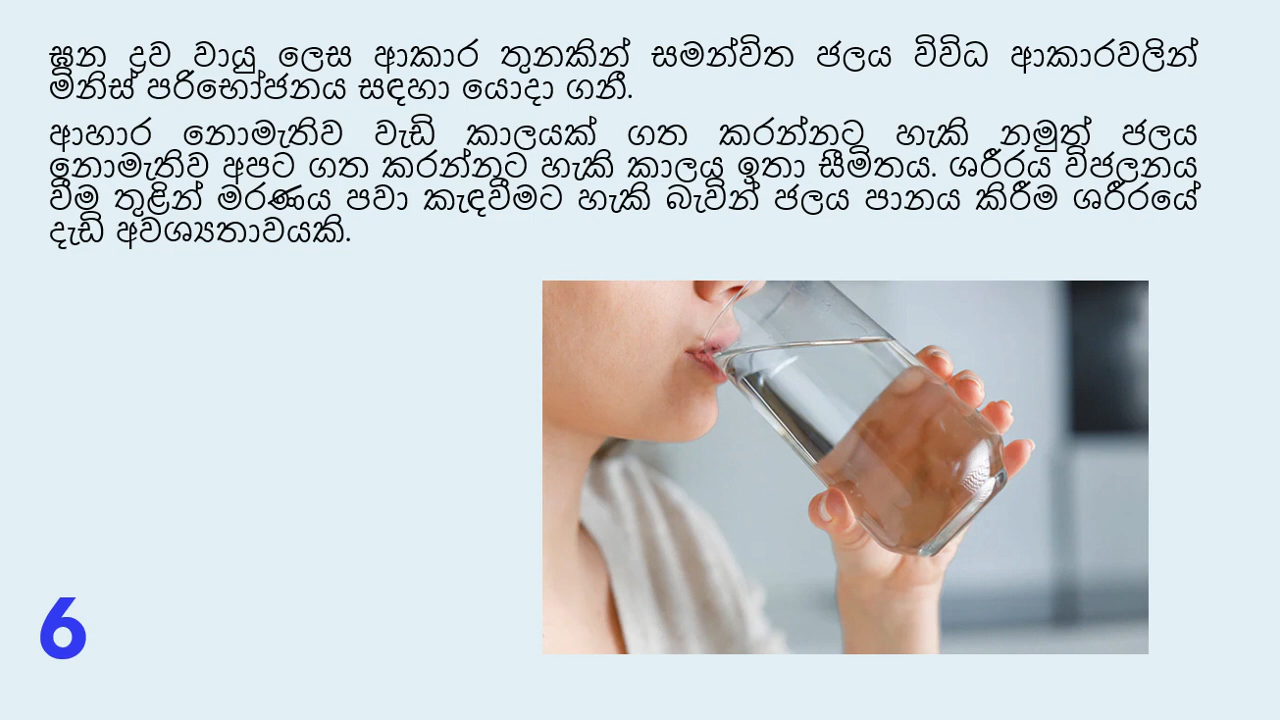 ඝන ද්‍රව වායු ලෙස ආකාර තුනකින් සමන්විත ජලය විවිධ ආකාරවලින්
මිනිස් පරිභෝජනය සඳහා යොදා ගනී.
ආහාර නොමැතිව වැඩි කාලයක් ගත කරන්නට හැකි නමුත් ජලය
නොමැතිව අපට ගත කරන්නට හැකි කාලය ඉතා සීමිතය. ශරීරය විජලනය
වීම තුළින් මරණය පවා කැඳවීමට හැකි බැවින් ජලය පානය කිරීම ශරීරයේ
දැඩි අවශ්‍යතාවයකි.
6